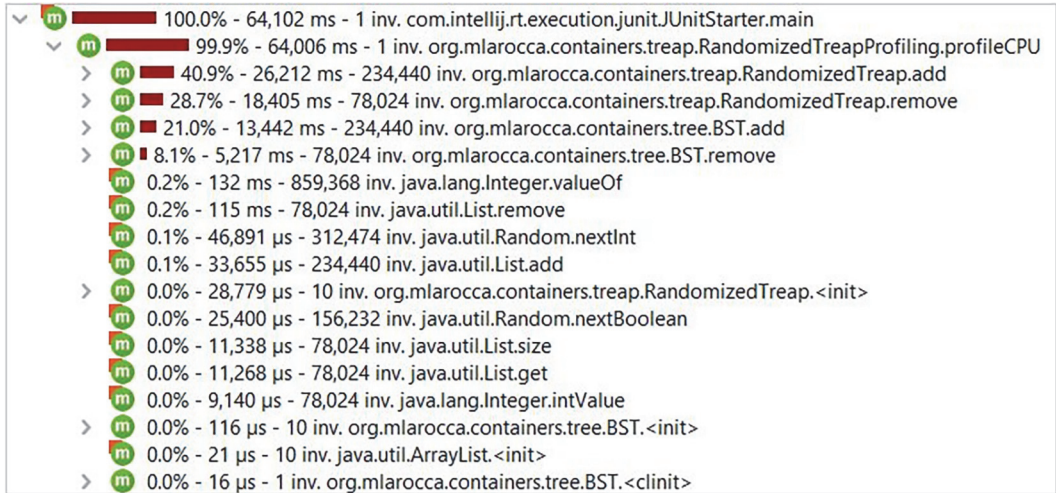 m 100.0% - 64,102 ms - 1 inv. com.intellij.rt.execution.junit.JUnitStarter.main
m 99.9% - 64,006 ms - 1 inv. org.mlarocca.containers.treap.RandomizedTreapProfiling.profileCPU
m 40.9% - 26,212 ms - 234,440 inv. org.mlarocca.containers.treap.RandomizedTreap.add
m 28.7% - 18,405 ms - 78,024 inv. org.mlarocca.containers.treap.RandomizedTreap.remove
m 21.0% - 13,442 ms - 234,440 inv. org.mlarocca.containers.tree.BST.add
m 8.1% - 5,217 ms - 78,024 inv. org.mlarocca.containers.tree.BST.remove
m 0.2% - 132 ms - 859,368 inv. java.lang.Integer.valueOf
m 0.2% - 115 ms - 78,024 inv. java.util.List.remove
m 0.1% - 46,891 µs - 312,474 inv. java.util.Random.nextInt
m 0.1% - 33,655 µs - 234,440 inv. java.util.List.add
m 0.0% - 28,779 µs - 10 inv. org.mlarocca.containers.treap.RandomizedTreap.<init>
m 0.0% - 25,400 µs - 156,232 inv. java.util.Random.nextBoolean
m 0.0% - 11,338 µs - 78,024 inv. java.util.List.size
m 0.0% - 11,268 µs - 78,024 inv. java.util.List.get
m 0.0% - 9,140 µs - 78,024 inv. java.lang.Integer.intValue
m 0.0% - 116 µs - 10 inv. org.mlarocca.containers.tree.BST.<init>
m 0.0% - 21 µs - 10 inv. java.util.ArrayList.<init>
m 0.0% - 16 µs - 1 inv. org.mlarocca.containers.tree.BST.<clinit>